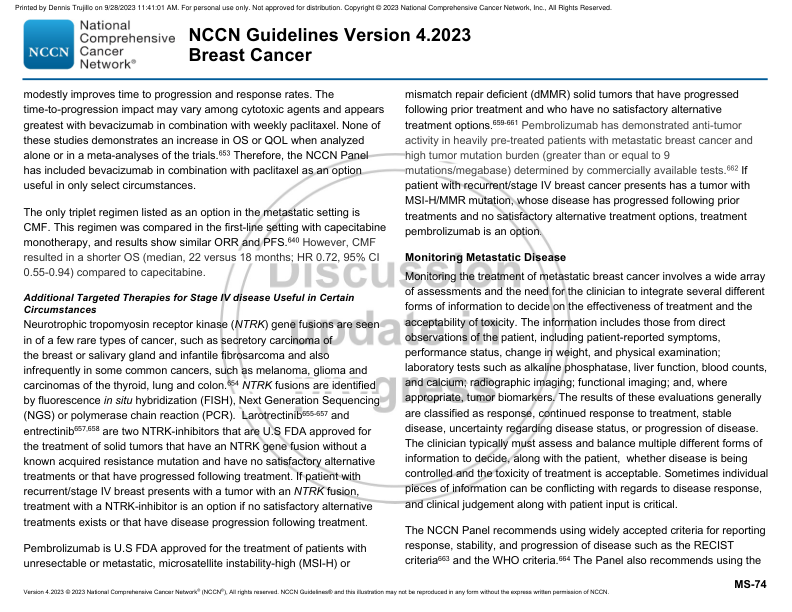 Printed by Dennis Trujillo on 9/28/2023 11:41:01 AM. For personal use only. Not approved for distribution. Copyright © 2023 National Comprehensive Cancer Network, Inc., All Rights Reserved.
NCCN
National
Comprehensive
Cancer
Network®
NCCN Guidelines Version 4.2023
Breast Cancer
modestly improves time to progression and response rates. The
time-to-progression impact may vary among cytotoxic agents and appears
greatest with bevacizumab in combination with weekly paclitaxel. None of
these studies demonstrates an increase in OS or QOL when analyzed
alone or in a meta-analyses of the trials.653 Therefore, the NCCN Panel
has included bevacizumab in combination with paclitaxel as an option
useful in only select circumstances.
The only triplet regimen listed as an option in the metastatic setting is
CMF. This regimen was compared in the first-line setting with capecitabine
monotherapy, and results show similar ORR and PFS.640 However, CMF
resulted in a shorter OS (median, 22 versus 18 months; HR 0.72, 95% CI
0.55-0.94) compared to capecitabine.
Additional Targeted Therapies for Stage IV disease Useful in Certain
Circumstances
Neurotrophic tropomyosin receptor kinase (NTRK) gene fusions are seen
in of a few rare types of cancer, such as secretory carcinoma of
the breast or salivary gland and infantile fibrosarcoma and also
infrequently in some common cancers, such as melanoma, glioma and
carcinomas of the thyroid, lung and colon.654 NTRK fusions are identified
by fluorescence in situ hybridization (FISH), Next Generation Sequencing
(NGS) or polymerase chain reaction (PCR). Larotrectinib655-657 and
entrectinib657,658 are two NTRK-inhibitors that are U.S FDA approved for
the treatment of solid tumors that have an NTRK gene fusion without a
known acquired resistance mutation and have no satisfactory alternative
treatments or that have progressed following treatment. If patient with
recurrent/stage IV breast presents with a tumor with an NTRK fusion,
treatment with a NTRK-inhibitor is an option if no satisfactory alternative
treatments exists or that have disease progression following treatment.
Pembrolizumab is U.S FDA approved for the treatment of patients with
unresectable or metastatic, microsatellite instability-high (MSI-H) or
mismatch repair deficient (dMMR) solid tumors that have progressed
following prior treatment and who have no satisfactory alternative
treatment options.659-661 Pembrolizumab has demonstrated anti-tumor
activity in heavily pre-treated patients with metastatic breast cancer and
high tumor mutation burden (greater than or equal to 9
mutations/megabase) determined by commercially available tests.662 If
patient with recurrent/stage IV breast cancer presents has a tumor with
MSI-H/MMR mutation, whose disease has progressed following prior
treatments and no satisfactory alternative treatment options, treatment
pembrolizumab is an option.
Monitoring Metastatic Disease
Monitoring the treatment of metastatic breast cancer involves a wide array
of assessments and the need for the clinician to integrate several different
forms of information to decide on the effectiveness of treatment and the
acceptability of toxicity. The information includes those from direct
observations of the patient, including patient-reported symptoms,
performance status, change in weight, and physical examination;
laboratory tests such as alkaline phosphatase, liver function, blood counts,
and calcium; radiographic imaging; functional imaging; and, where
appropriate, tumor biomarkers. The results of these evaluations generally
are classified as response, continued response to treatment, stable
disease, uncertainty regarding disease status, or progression of disease.
The clinician typically must assess and balance multiple different forms of
information to decide, along with the patient, whether disease is being
controlled and the toxicity of treatment is acceptable. Sometimes individual
pieces of information can be conflicting with regards to disease response,
and clinical judgement along with patient input is critical.
The NCCN Panel recommends using widely accepted criteria for reporting
response, stability, and progression of disease such as the RECIST
criteria663 and the WHO criteria.664 The Panel also recommends using the
Discussion
update in
progress
MS-74
Version 4.2023 © 2023 National Comprehensive Cancer Network® (NCCN®), All rights reserved. NCCN Guidelines® and this illustration may not be reproduced in any form without the express written permission of NCCN.